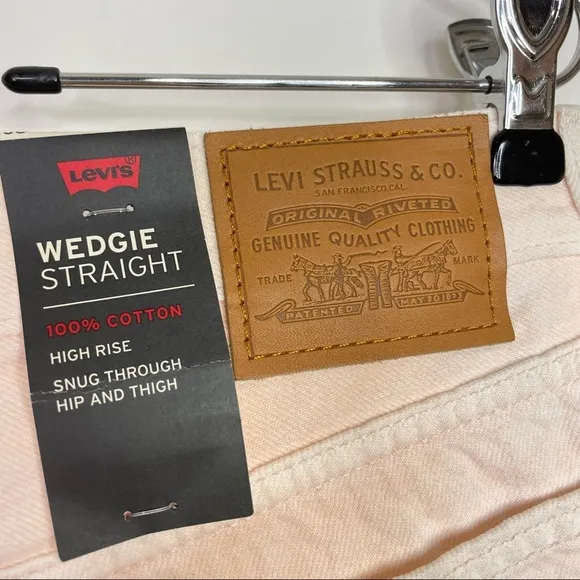 Levi's
WEDGIE
STRAIGHT
100% COTTON
HIGH RISE
SNUG THROUGH
HIP AND THIGH
LEVI STRAUSS & CO.
SAN FRANCISCO, CAL.
ORIGINAL RIVETED
GENUINE QUALITY CLOTHING
TRADE MARK
PATENTED MAY 20 1873